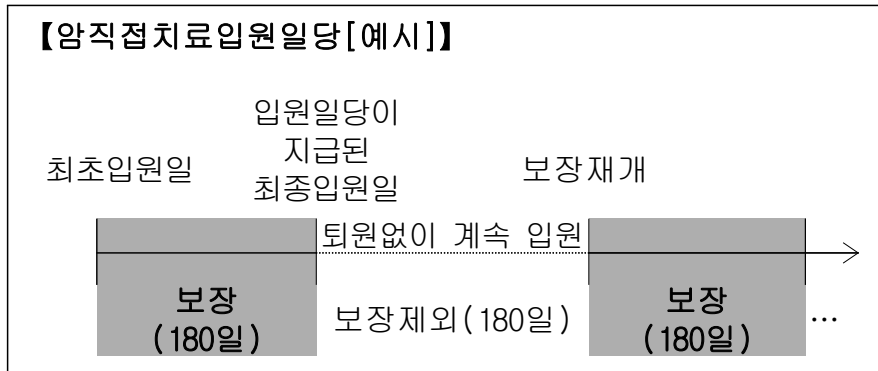 【암직접치료입원일당[예시]】
최초입원일
입원일당이
지급된
최종입원일
보장재개
퇴원없이 계속 입원
보장
(180일)
보장제외(180일)
보장
(180일)
…